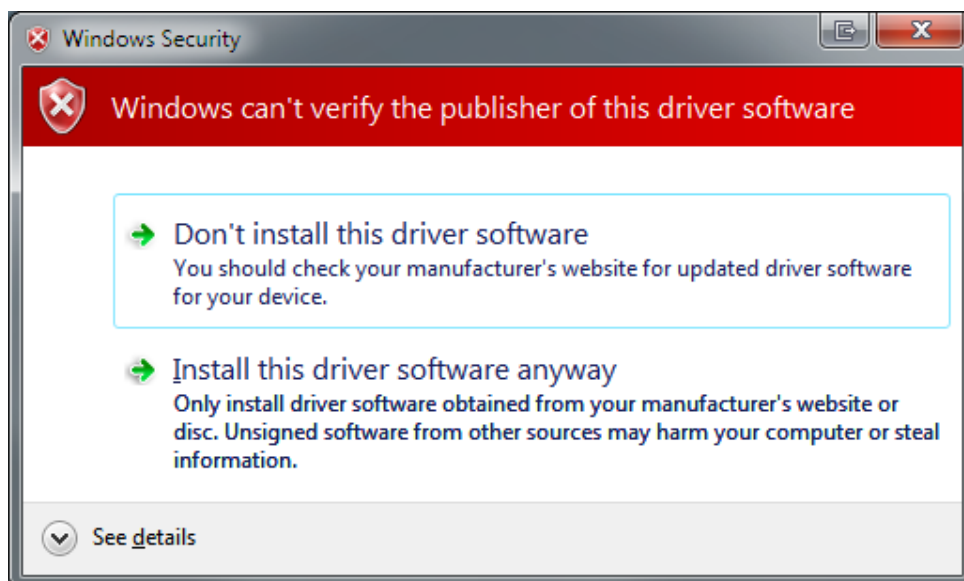 Windows Security
Windows can't verify the publisher of this driver software
Don't install this driver software
You should check your manufacturer's website for updated driver software
for your device.
Install this driver software anyway
Only install driver software obtained from your manufacturer's website or
disc. Unsigned software from other sources may harm your computer or steal
information.
See details